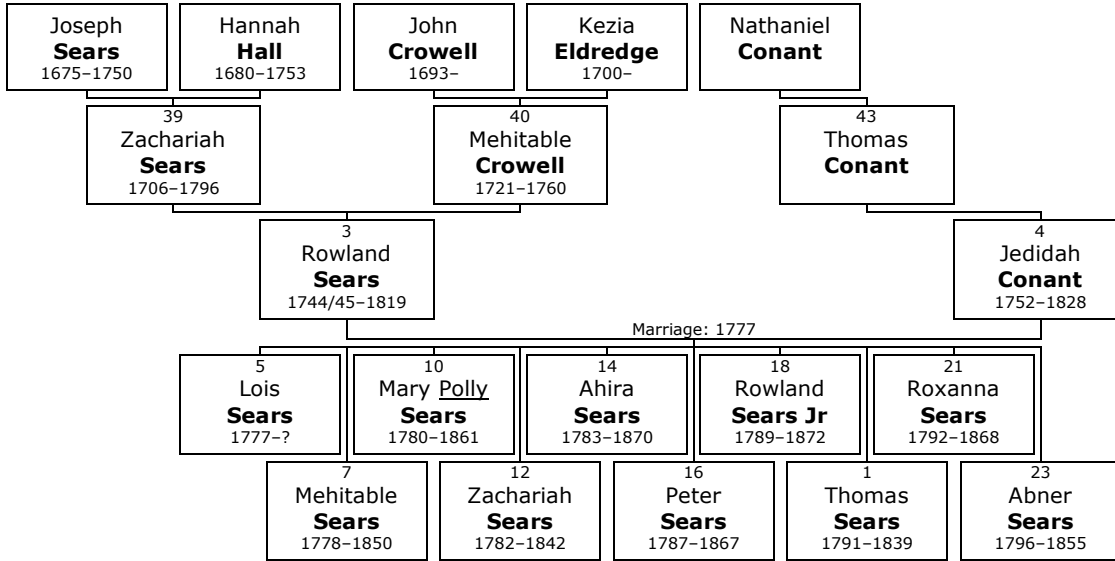 Joseph
Sears
1675–1750
Hannah
Hall
1680–1753
John
Crowell
1693–
Kezia
Eldredge
1700–
Nathaniel
Conant
39
Zachariah
Sears
1706–1796
40
Mehitable
Crowell
1721–1760
43
Thomas
Conant
3
Rowland
Sears
1744/45–1819
4
Jedidah
Conant
1752–1828
Marriage: 1777
5
Lois
Sears
1777–?
10
Mary Polly
Sears
1780–1861
14
Ahira
Sears
1783–1870
18
Rowland
Sears Jr
1789–1872
21
Roxanna
Sears
1792–1868
7
Mehitable
Sears
1778–1850
12
Zachariah
Sears
1782–1842
16
Peter
Sears
1787–1867
1
Thomas
Sears
1791–1839
23
Abner
Sears
1796–1855